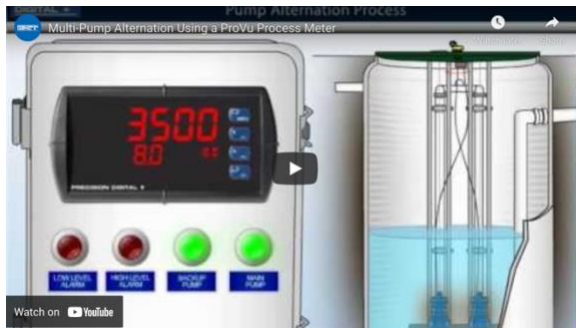 Pump Alternation Process
Multi-Pump Alternation Using a ProVu Process Meter
3500
8.0
PRECISION DIGITAL
LOW LEVEL
ALARM
HIGH LEVEL
ALARM
BACKUP
PUMP
MAIN
PUMP
Watch on YouTube